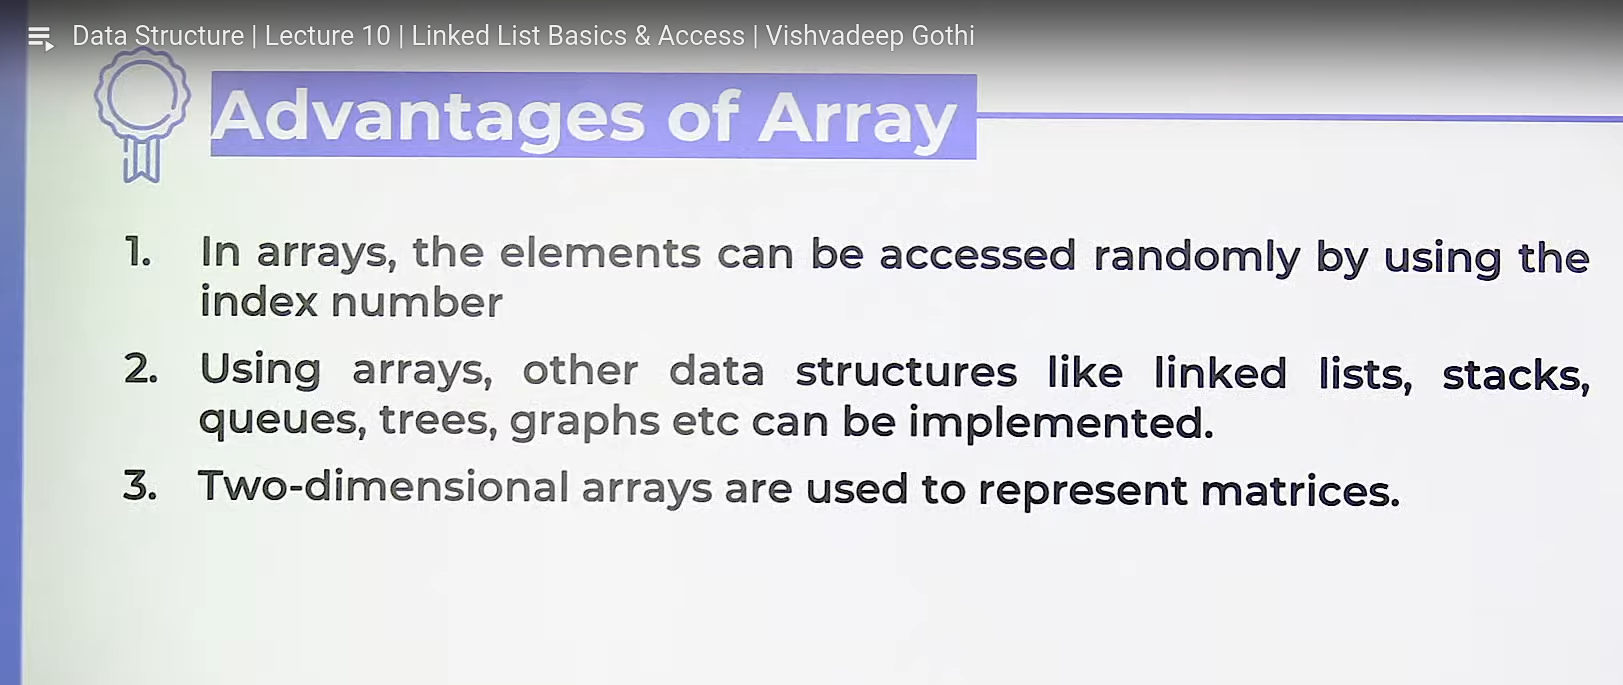 Data Structure | Lecture 10 | Linked List Basics & Access | Vishvadeep Gothi
Advantages of Array
1. In arrays, the elements can be accessed randomly by using the
index number
2. Using arrays, other data structures like linked lists, stacks,
queues, trees, graphs etc can be implemented.
3. Two-dimensional arrays are used to represent matrices.